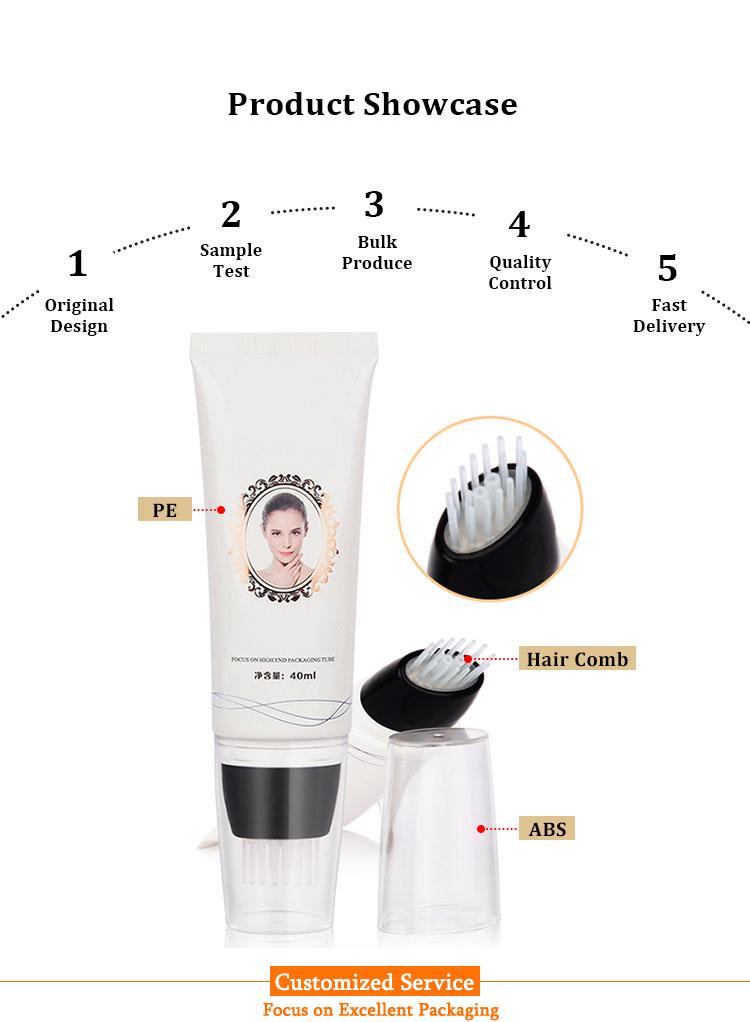 Product Showcase
1
Original
Design
2
Sample
Test
3
Bulk
Produce
4
Quality
Control
5
Fast
Delivery
PE
FOCUS ON HIGH END PACKAGING TUBE
净含量：40ml
Hair Comb
ABS
Customized Service
Focus on Excellent Packaging